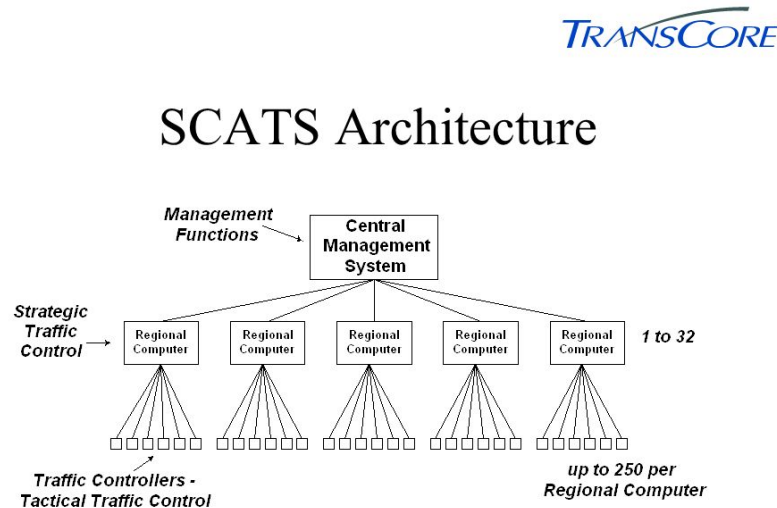 TRANSCORE
SCATS Architecture
Management
Functions
Central
Management
System
Strategic
Traffic
Control
Regional
Computer
Regional
Computer
Regional
Computer
Regional
Computer
Regional
Computer
1 to 32
Traffic Controllers -
Tactical Traffic Control
up to 250 per
Regional Computer